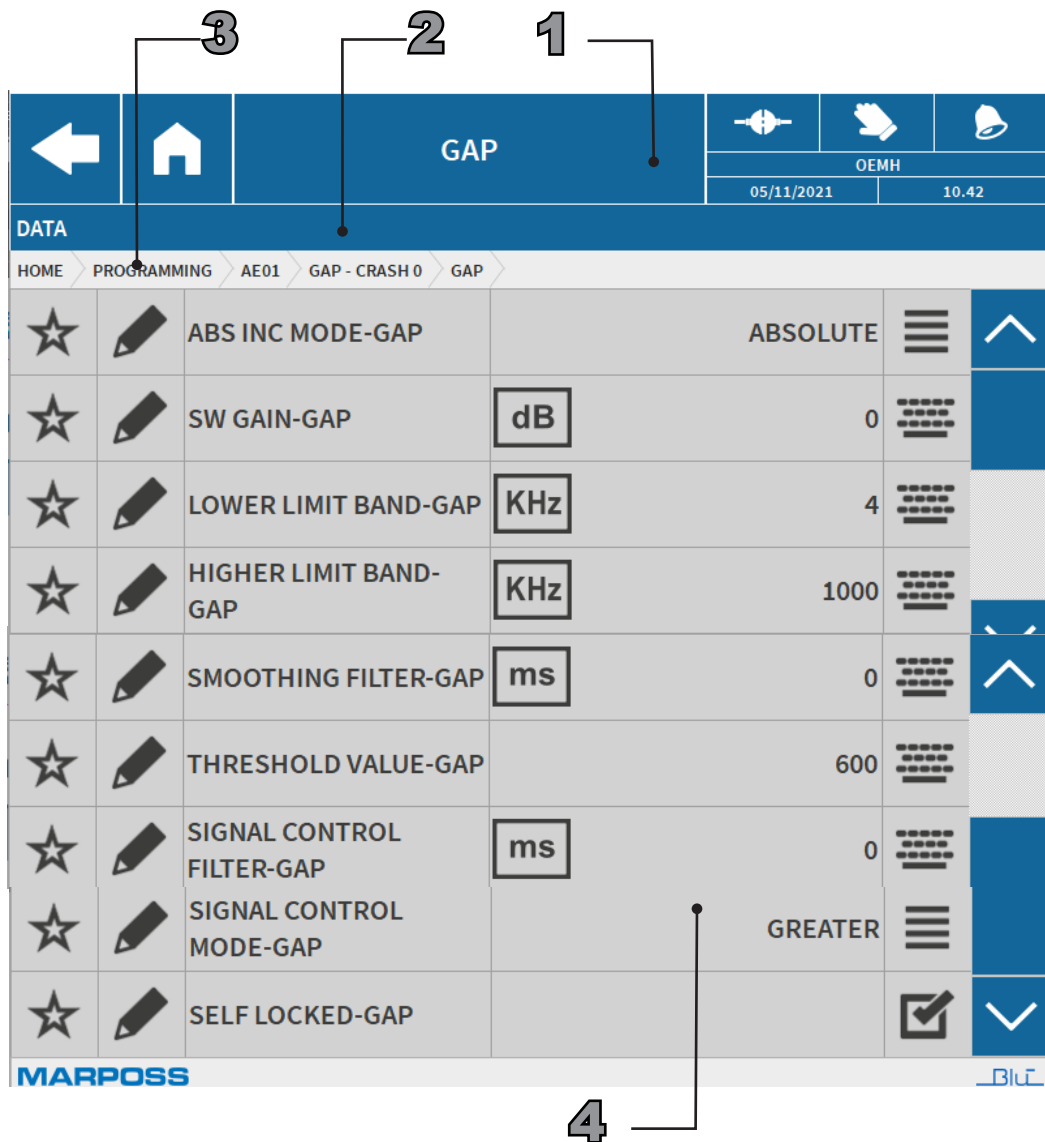 3 2 1
GAP
OEMH
05/11/2021 10.42
DATA
HOME PROGRAMMING AE01 GAP - CRASH 0 GAP
ABS INC MODE-GAP ABSOLUTE
SW GAIN-GAP dB 0
LOWER LIMIT BAND-GAP KHz 4
HIGHER LIMIT BAND-
GAP KHz 1000
SMOOTHING FILTER-GAP ms 0
THRESHOLD VALUE-GAP 600
SIGNAL CONTROL
FILTER-GAP ms 0
SIGNAL CONTROL
MODE-GAP GREATER
SELF LOCKED-GAP
MARPOSS Blú
4